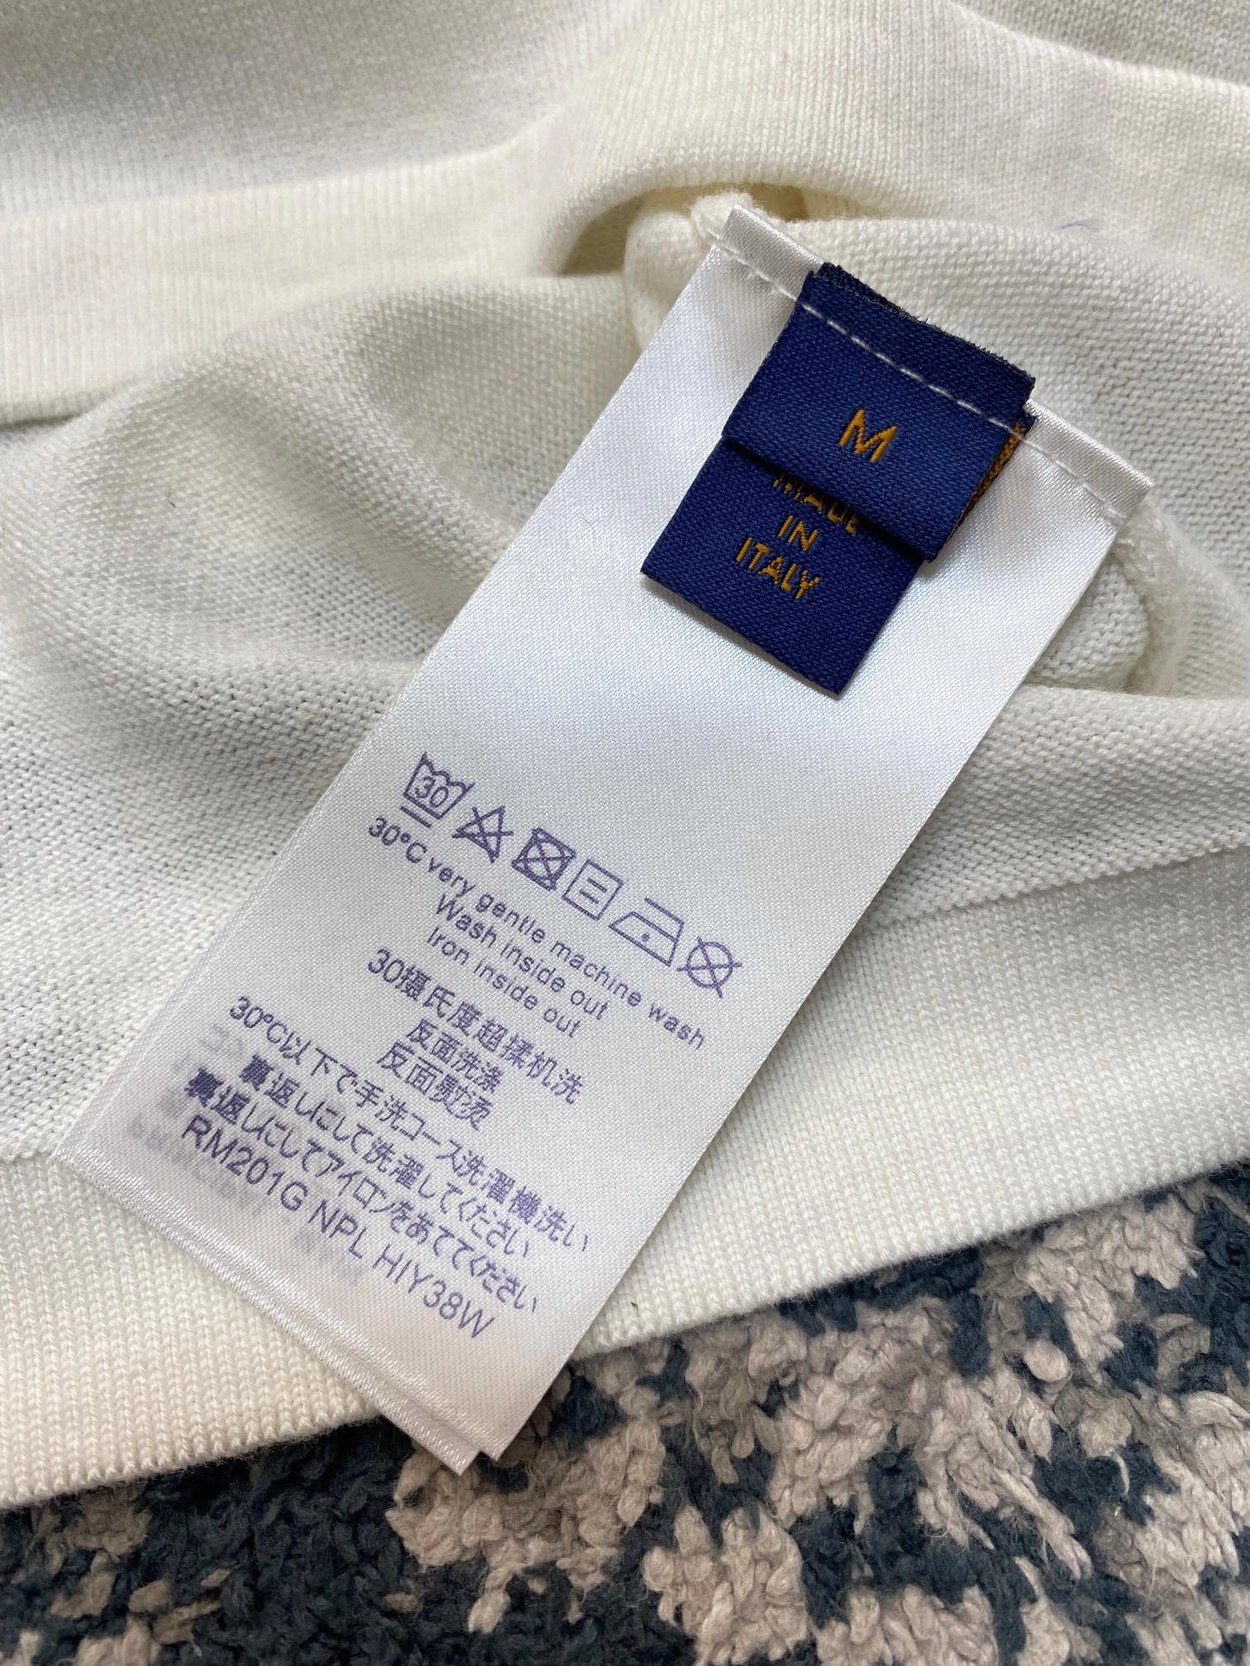 M
MADE
IN
ITALY
30
30°C very gentle machine wash
Wash inside out
Iron inside out
30摄氏度超揉机洗
反面洗涤
反面熨烫
30℃以下で手洗コース洗濯機洗い
裏返しにして洗濯してください
裏返しにしてアイロンをあててください
RM201G NPL HIY38W